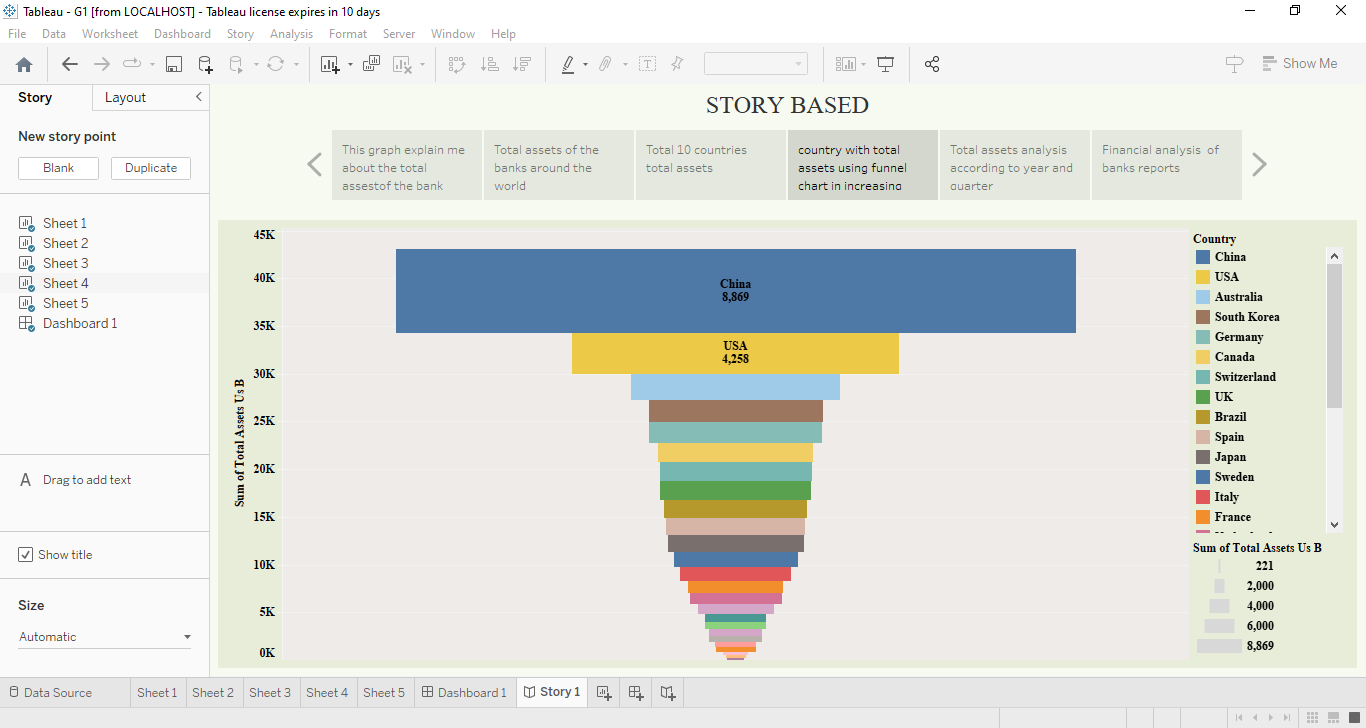 Tableau - G1 [from LOCALHOST] - Tableau license expires in 10 days
File Data Worksheet Dashboard Story Analysis Format Server Window Help
Show Me
Story Layout
New story point
Blank Duplicate
Sheet 1
Sheet 2
Sheet 3
Sheet 4
Sheet 5
Dashboard 1
A Drag to add text
Show title
Size
Automatic
STORY BASED
This graph explain me
about the total
assestof the bank
Total assets of the
banks around the
world
Total 10 countries
total assets
country with total
assets using funnel
chart in increasing
Total assets analysis
according to year and
quarter
Financial analysis of
banks reports
Sum of Total Assets Us B
45K
40K
35K
30K
25K
20K
15K
10K
5K
0K
China
8,869
USA
4,258
Country
China
USA
Australia
South Korea
Germany
Canada
Switzerland
UK
Brazil
Spain
Japan
Sweden
Italy
France
Sum of Total Assets Us B
221
2,000
4,000
6,000
8,869
Data Source Sheet 1 Sheet 2 Sheet 3 Sheet 4 Sheet 5 Dashboard 1 Story 1